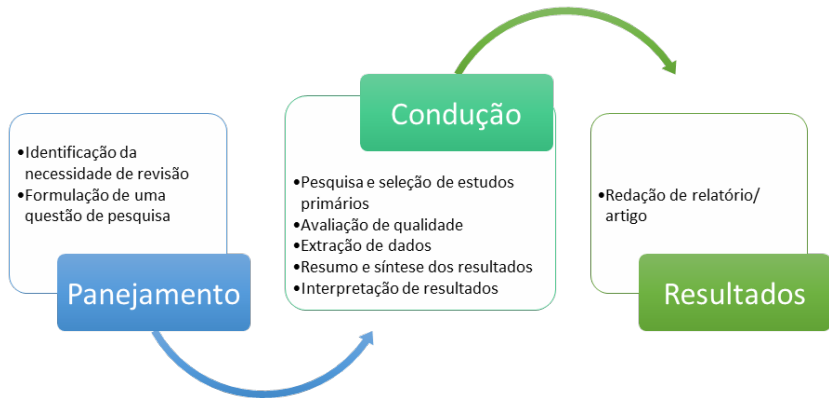 •Identificação da
necessidade de revisão
•Formulação de uma
questão de pesquisa
Panejamento
Condução
•Pesquisa e seleção de estudos
primários
•Avaliação de qualidade
•Extração de dados
•Resumo e síntese dos resultados
•Interpretação de resultados
•Redação de relatório/
artigo
Resultados